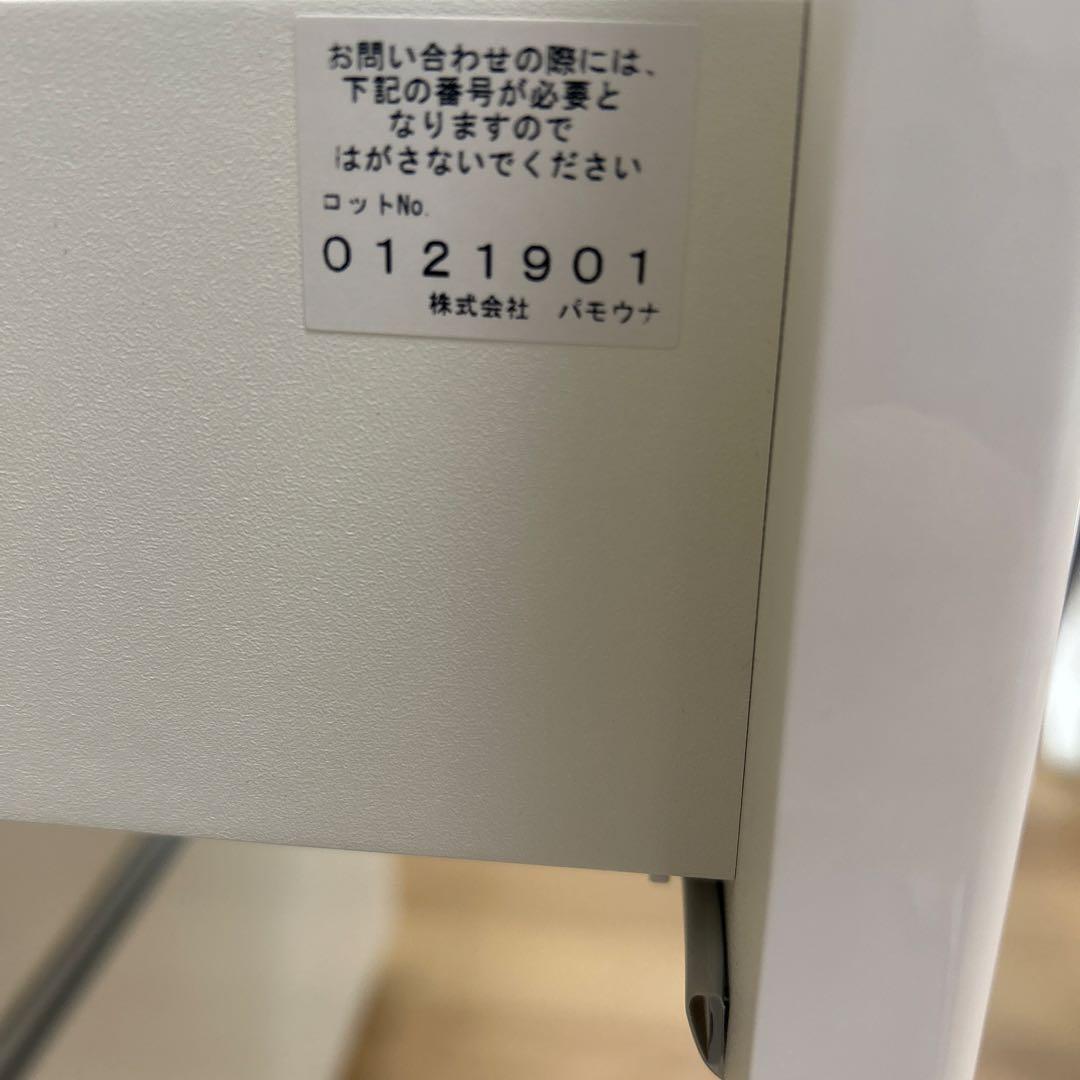 お問い合わせの際には、
下記の番号が必要と
なりますので
はがさないでください
ロットNo.
0121901
株式会社　パモウナ